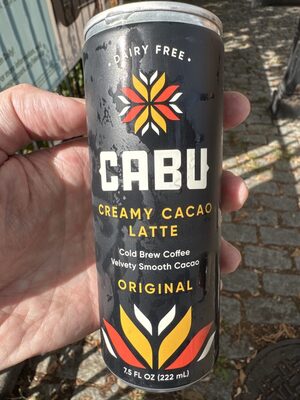 • DAIRY FREE •
CABU
CREAMY CACAO
LATTE
Cold Brew Coffee
Velvety Smooth Cacao
ORIGINAL
7.5 FL OZ (222 mL)